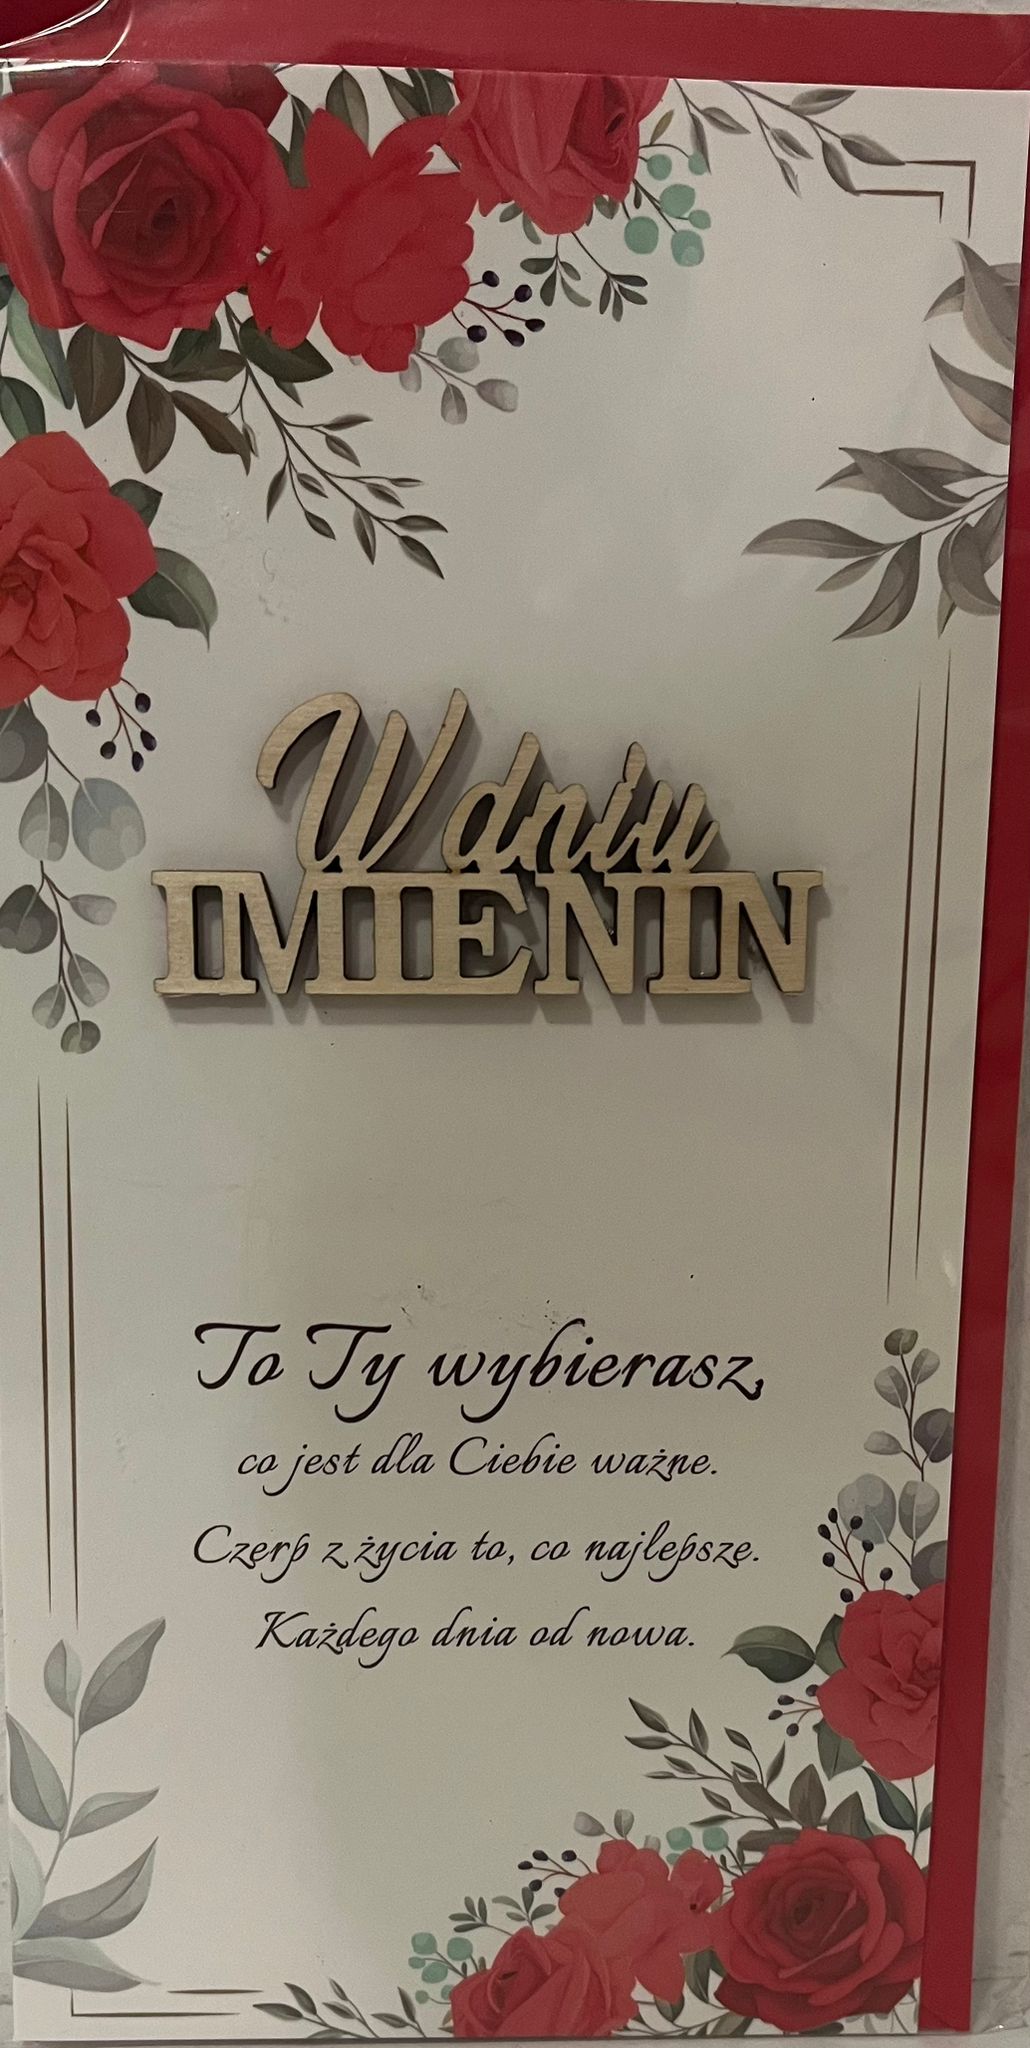 W dniu
IMIENIN
To Ty wybierasz,
co jest dla Ciebie ważne.
Czerp z życia to, co najlepsze.
Każdego dnia od nowa.